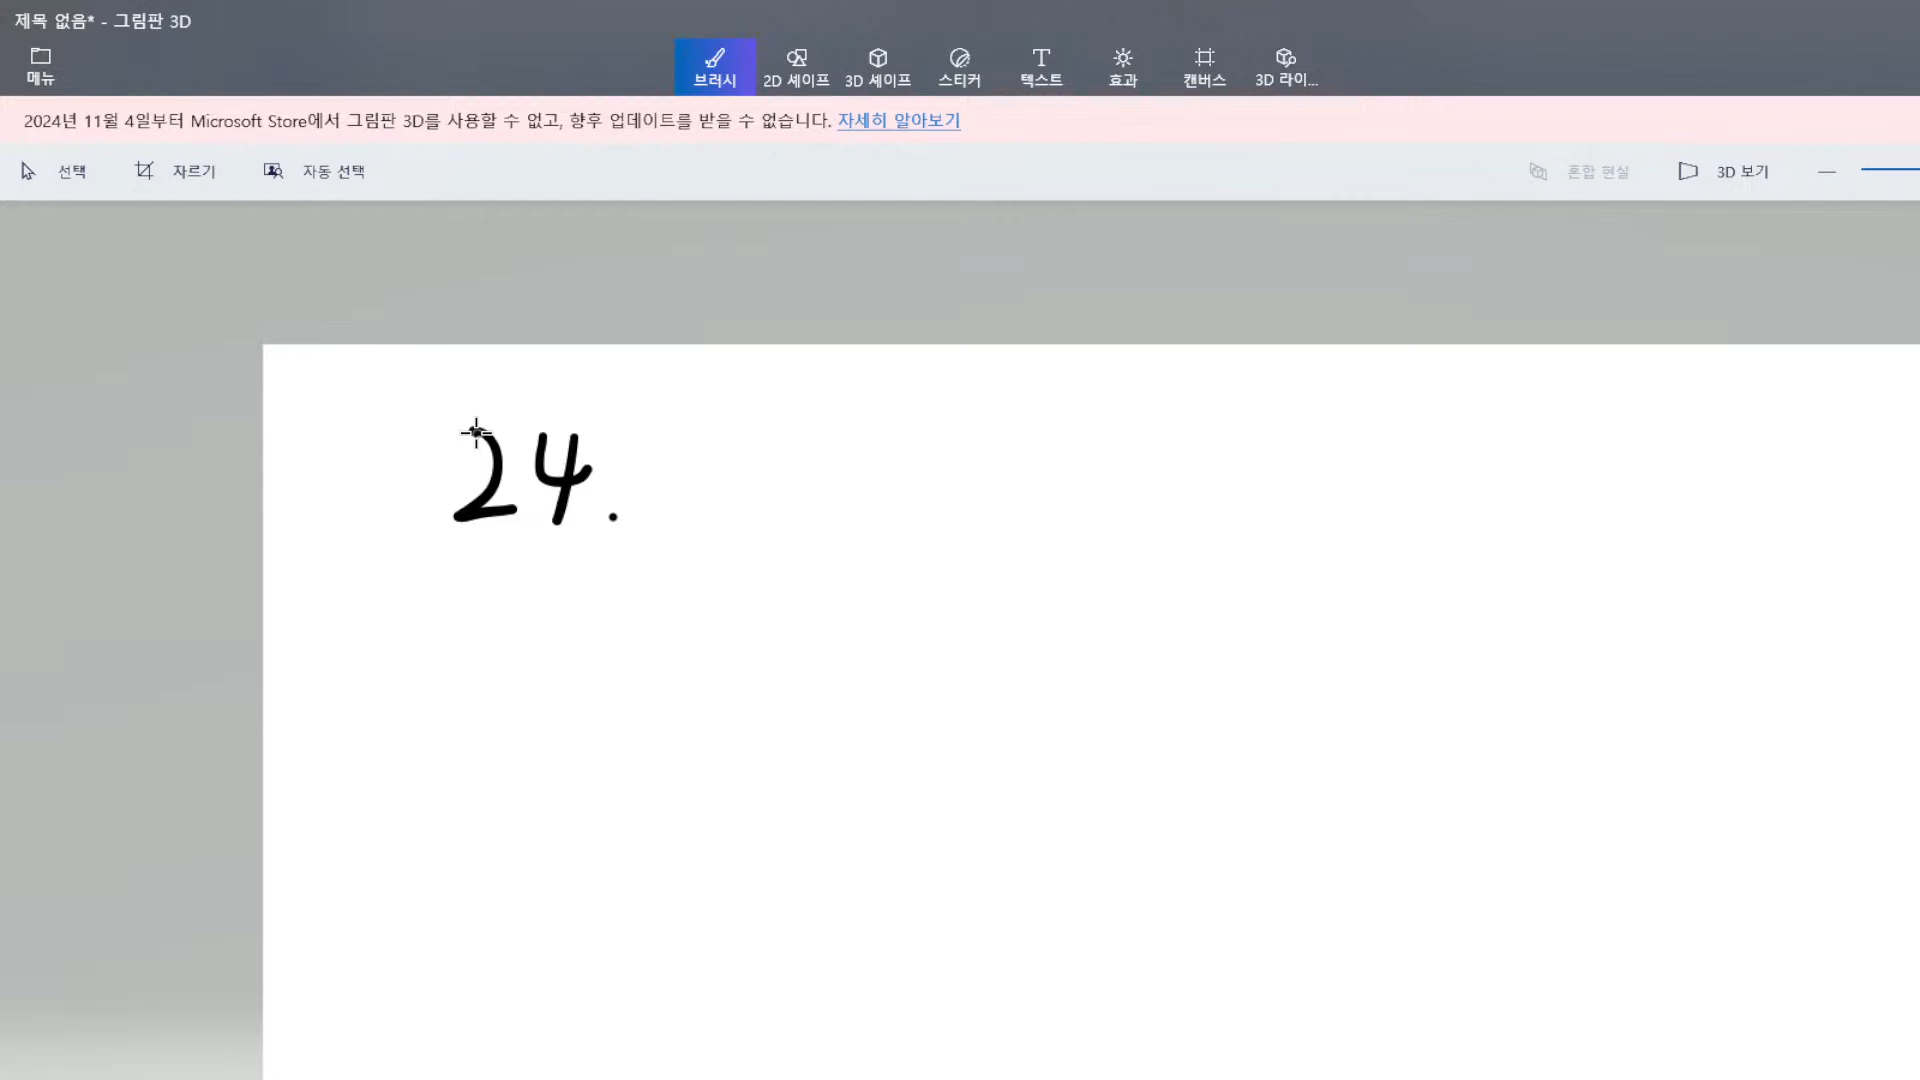 제목 없음* - 그림판 3D
메뉴
브러시
2D 셰이프
3D 셰이프
스티커
텍스트
효과
캔버스
3D 라이...
2024년 11월 4일부터 Microsoft Store에서 그림판 3D를 사용할 수 없고, 향후 업데이트를 받을 수 없습니다. 자세히 알아보기
선택
자르기
자동 선택
혼합 현실
3D 보기
24.